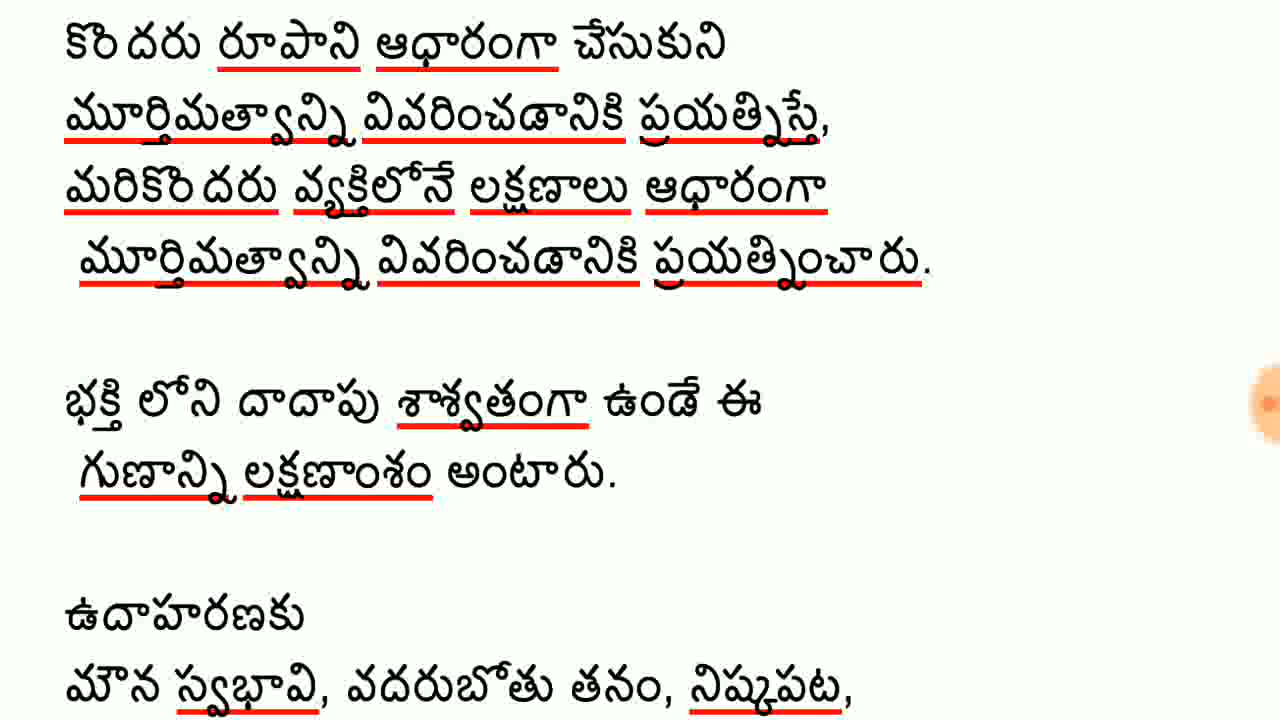 కొందరు రూపాని ఆధారంగా చేసుకుని
మూర్తిమత్వాన్ని వివరించడానికి ప్రయత్నిస్తే,
మరికొందరు వ్యక్తిలోనే లక్షణాలు ఆధారంగా
మూర్తిమత్వాన్ని వివరించడానికి ప్రయత్నించారు.
భక్తి లోని దాదాపు శాశ్వతంగా ఉండే ఈ
గుణాన్ని లక్షణాంశం అంటారు.
ఉదాహరణకు
మౌన స్వభావి, వదరుబోతు తనం, నిష్కపట,